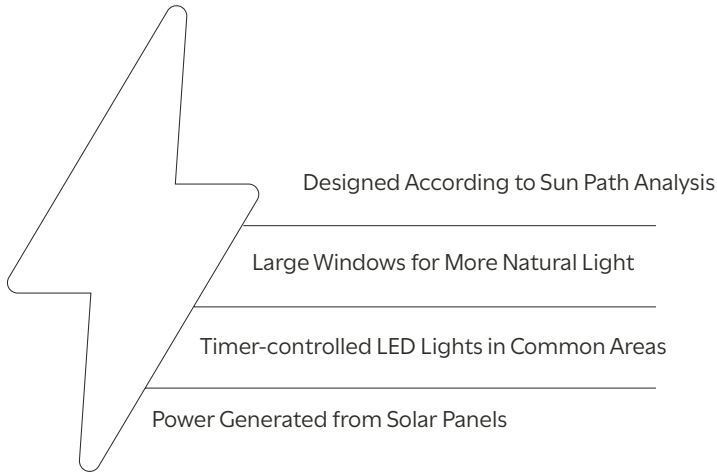 Designed According to Sun Path Analysis
Large Windows for More Natural Light
Timer-controlled LED Lights in Common Areas
Power Generated from Solar Panels